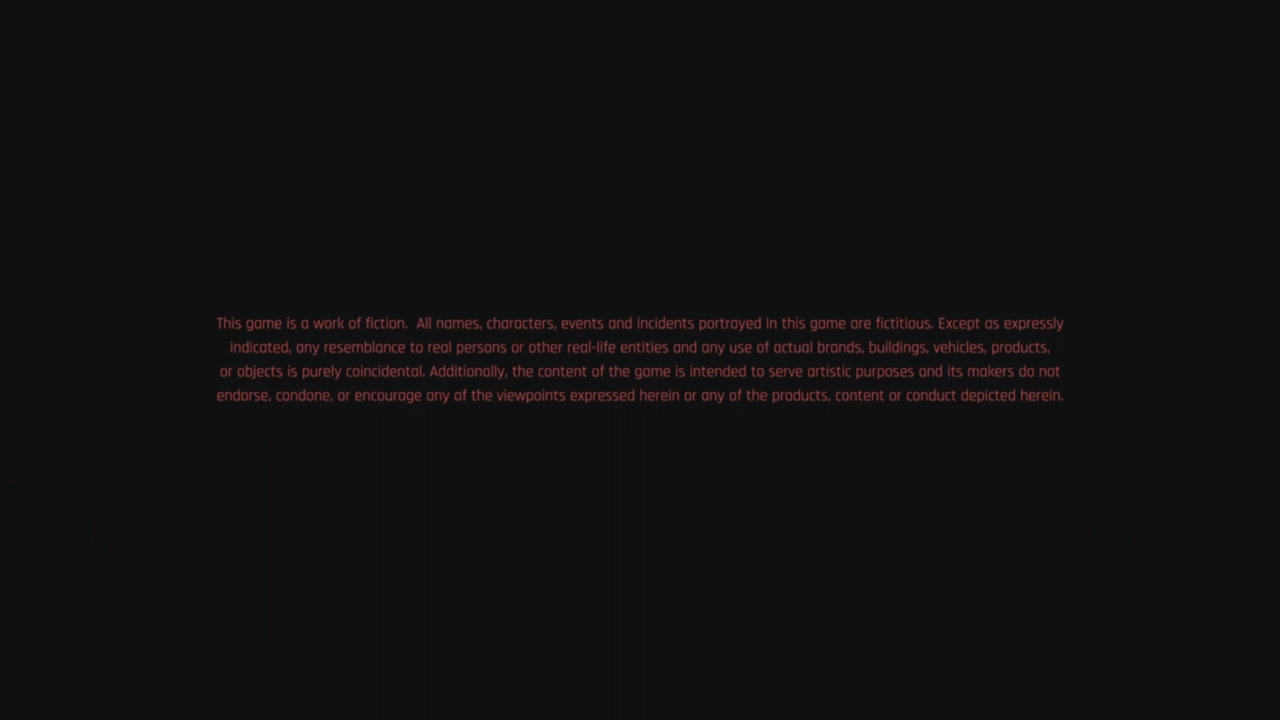 This game is a work of fiction.  All names, characters, events and incidents portrayed in this game are fictitious. Except as expressly
indicated, any resemblance to real persons or other real-life entities and any use of actual brands, buildings, vehicles, products,
or objects is purely coincidental. Additionally, the content of the game is intended to serve artistic purposes and its makers do not
endorse, condone, or encourage any of the viewpoints expressed herein or any of the products, content or conduct depicted herein.